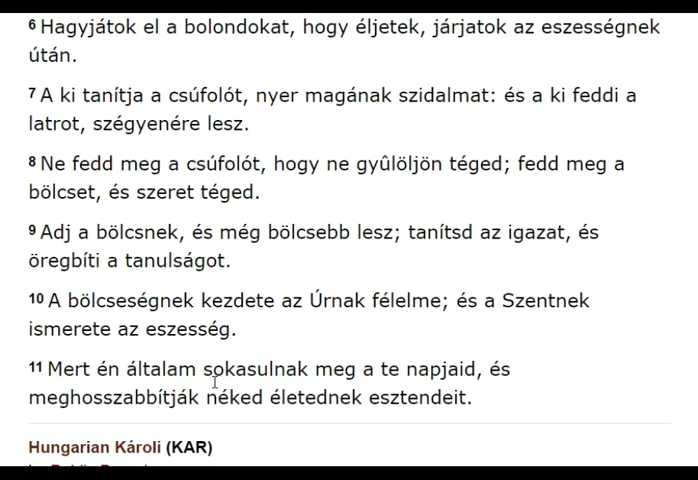 6 Hagyjátok el a bolondokat, hogy éljetek, járjatok az eszességnek
útán.
7 A ki tanítja a csúfolót, nyer magának szidalmat: és a ki feddi a
latrot, szégyenére lesz.
8 Ne fedd meg a csúfolót, hogy ne gyûlöljön téged; fedd meg a
bölcset, és szeret téged.
9 Adj a bölcsnek, és még bölcsebb lesz; tanítsd az igazat, és
öregbíti a tanulságot.
10 A bölcseségnek kezdete az Úrnak félelme; és a Szentnek
ismerete az eszesség.
11 Mert én általam sokasulnak meg a te napjaid, és
meghosszabbítják néked életednek esztendeit.
Hungarian Károli (KAR)